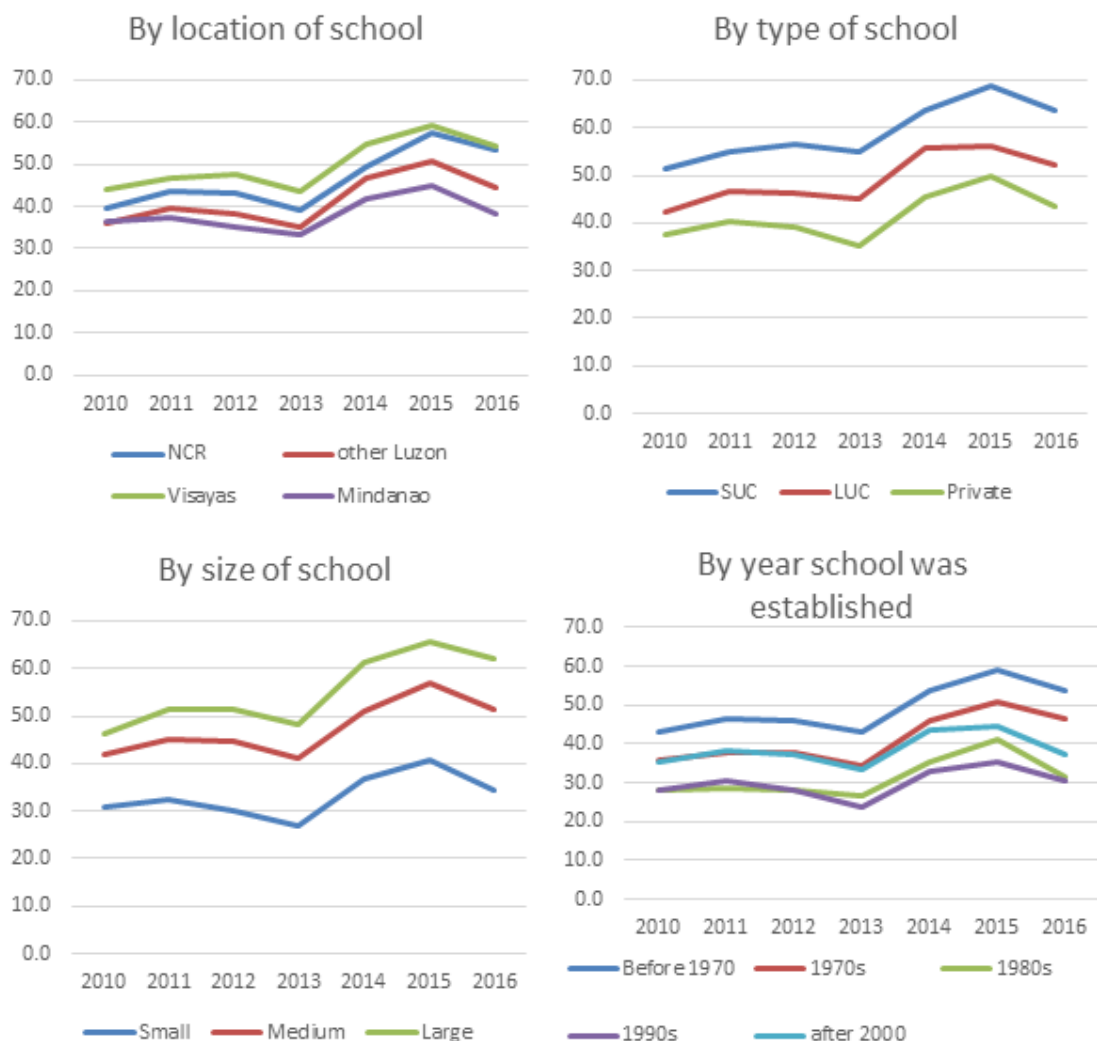 By location of school
70.0
60.0
50.0
40.0
30.0
20.0
10.0
0.0
2010 2011 2012 2013 2014 2015 2016
NCR other Luzon
Visayas Mindanao
By type of school
70.0
60.0
50.0
40.0
30.0
20.0
10.0
0.0
2010 2011 2012 2013 2014 2015 2016
SUC LUC Private
By size of school
70.0
60.0
50.0
40.0
30.0
20.0
10.0
0.0
2010 2011 2012 2013 2014 2015 2016
Small Medium Large
By year school was
established
70.0
60.0
50.0
40.0
30.0
20.0
10.0
0.0
2010 2011 2012 2013 2014 2015 2016
Before 1970 1970s 1980s
1990s after 2000